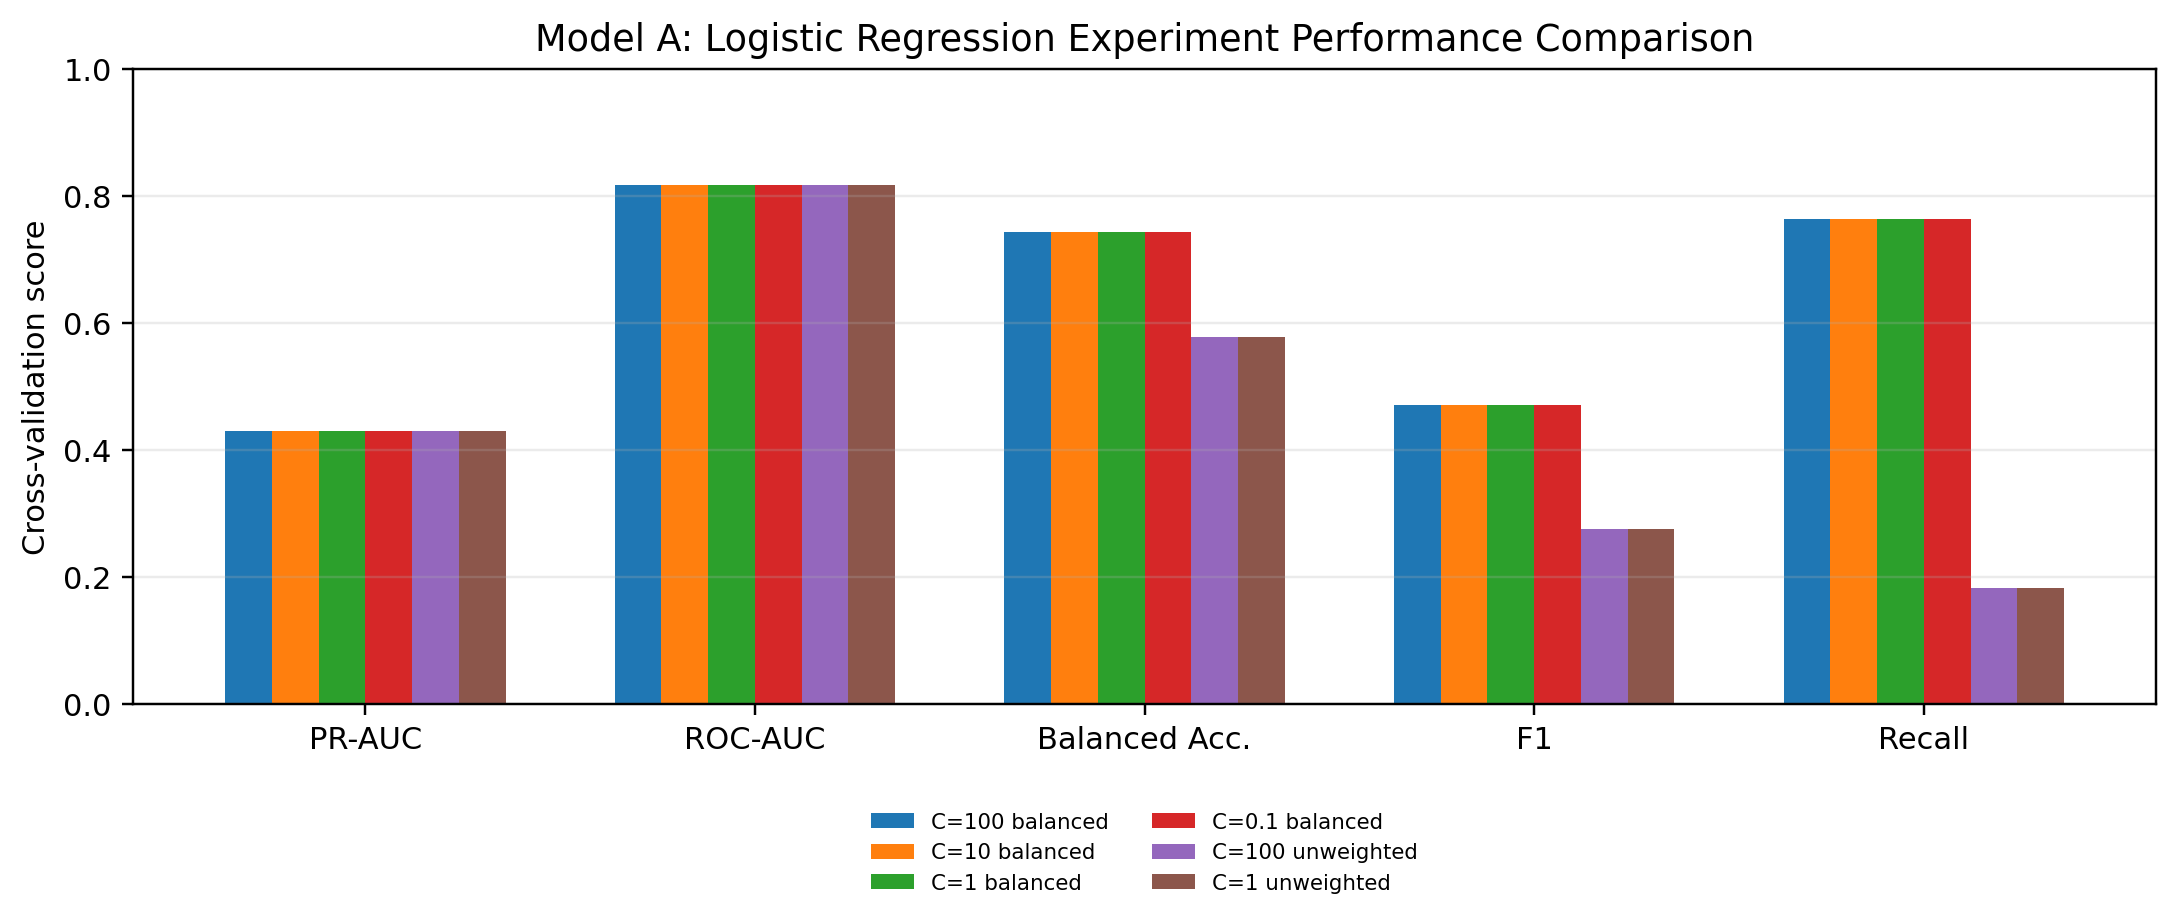 Model A: Logistic Regression Experiment Performance Comparison
Cross-validation score
1.0
0.8
0.6
0.4
0.2
0.0
PR-AUC
ROC-AUC
Balanced Acc.
F1
Recall
C=100 balanced
C=10 balanced
C=1 balanced
C=0.1 balanced
C=100 unweighted
C=1 unweighted